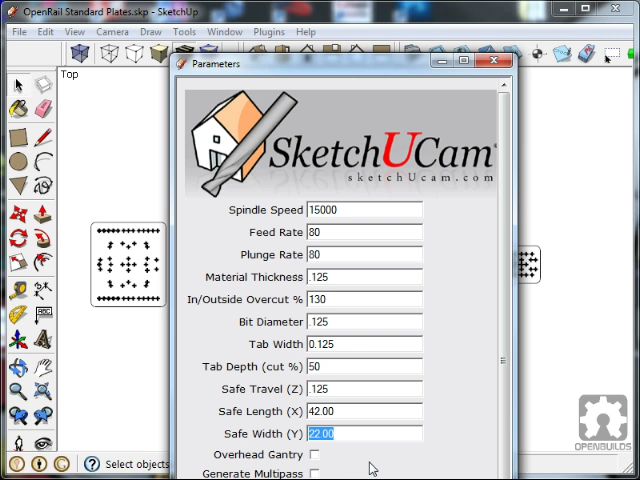 OpenRail Standard Plates.skp - SketchUp
File Edit View Camera Draw Tools Window Plugins Help
Top
Parameters
SketchUCam
sketchUcam.com
Spindle Speed 15000
Feed Rate 80
Plunge Rate 80
Material Thickness .125
In/Outside Overcut % 130
Bit Diameter .125
Tab Width 0.125
Tab Depth (cut %) 50
Safe Travel (Z) .125
Safe Length (X) 42.00
Safe Width (Y) 22.00
Overhead Gantry
Generate Multipass
OPENBUILDS
Select objects